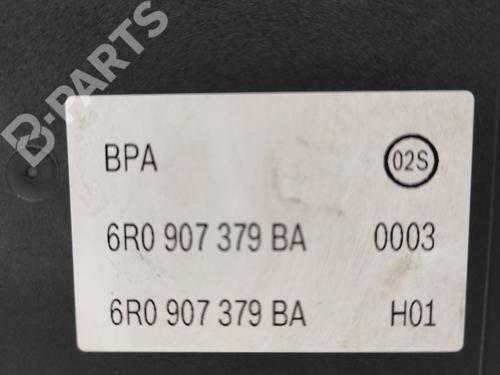 B-PARTS
BPA 02S
6R0 907 379 BA 0003
6R0 907 379 BA H01